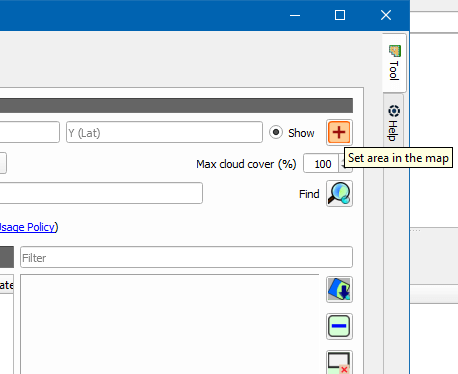 Tool
Y (Lat)
Show
Help
Set area in the map
Max cloud cover (%)
100
Find
Usage Policy)
Filter
ate